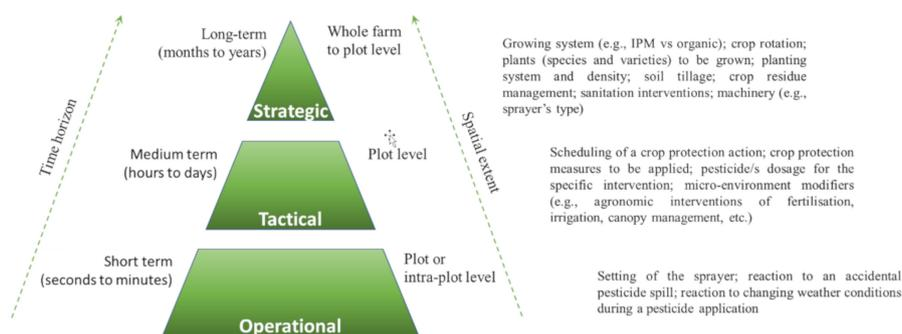 Long-term
(months to years)
Whole farm
to plot level
Strategic
Time horizon
Spatial extent
Growing system (e.g., IPM vs organic); crop rotation;
plants (species and varieties) to be grown; planting
system and density; soil tillage; crop residue
management; sanitation interventions; machinery (e.g.,
sprayer's type)
Medium term
(hours to days)
Plot level
Tactical
Scheduling of a crop protection action; crop protection
measures to be applied; pesticide/s dosage for the
specific intervention; micro-environment modifiers
(e.g., agronomic interventions of fertilisation,
irrigation, canopy management, etc.)
Short term
(seconds to minutes)
Plot or
intra-plot level
Operational
Setting of the sprayer; reaction to an accidental
pesticide spill; reaction to changing weather conditions
during a pesticide application